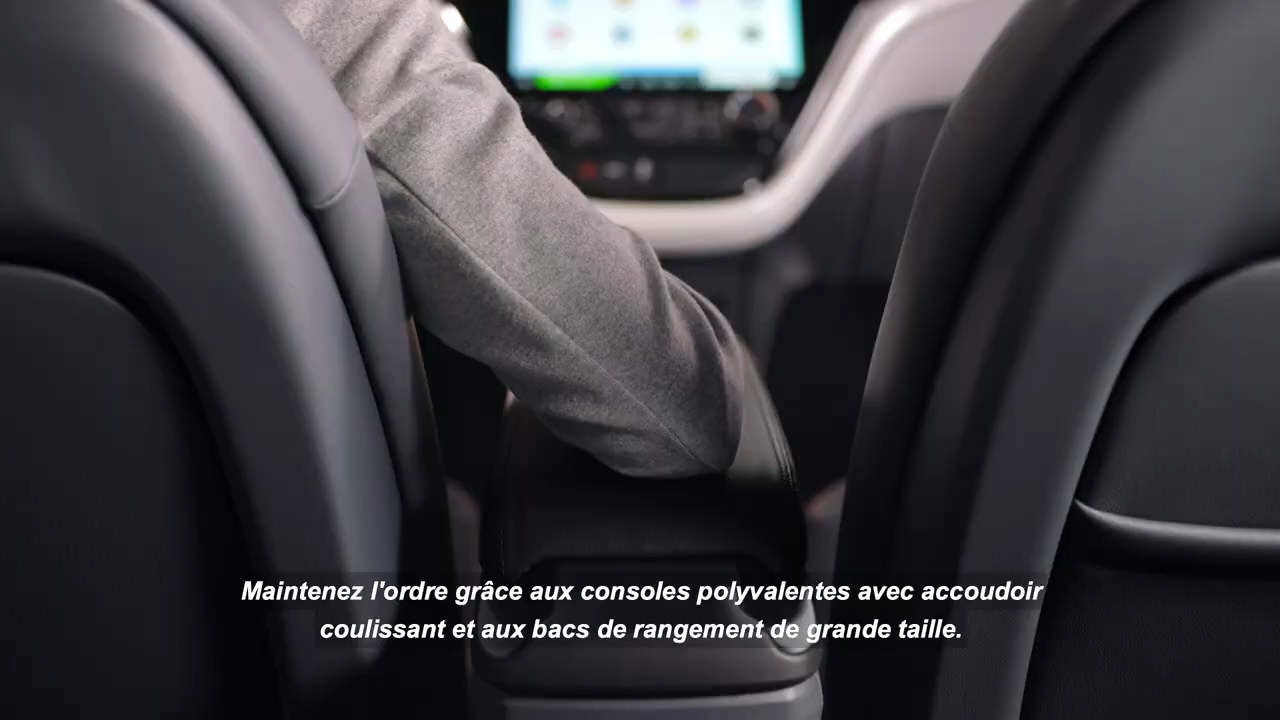 Maintenez l'ordre grâce aux consoles polyvalentes avec accoudoir
coulissant et aux bacs de rangement de grande taille.